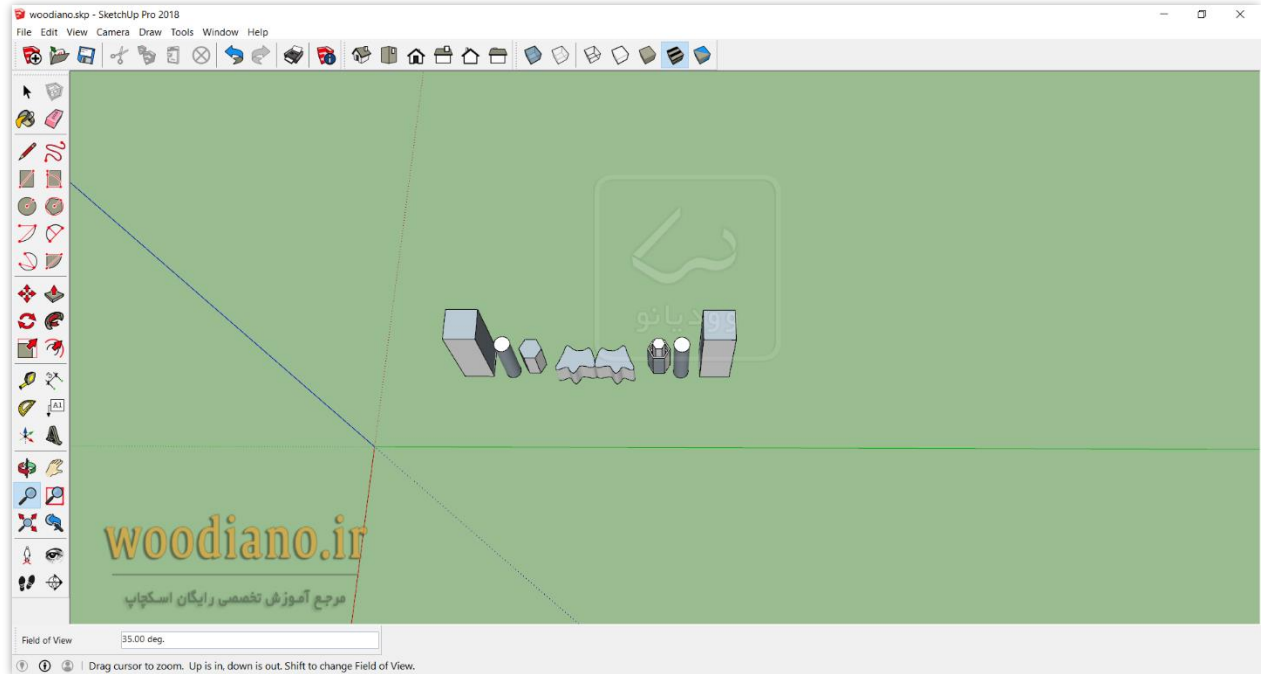 woodiano.skp - SketchUp Pro 2018
File Edit View Camera Draw Tools Window Help
A1
وودیانو
woodiano.ir
مرجع آموزش تخصصی رایگان اسکچاپ
Field of View 35.00 deg.
Drag cursor to zoom. Up is in, down is out. Shift to change Field of View.